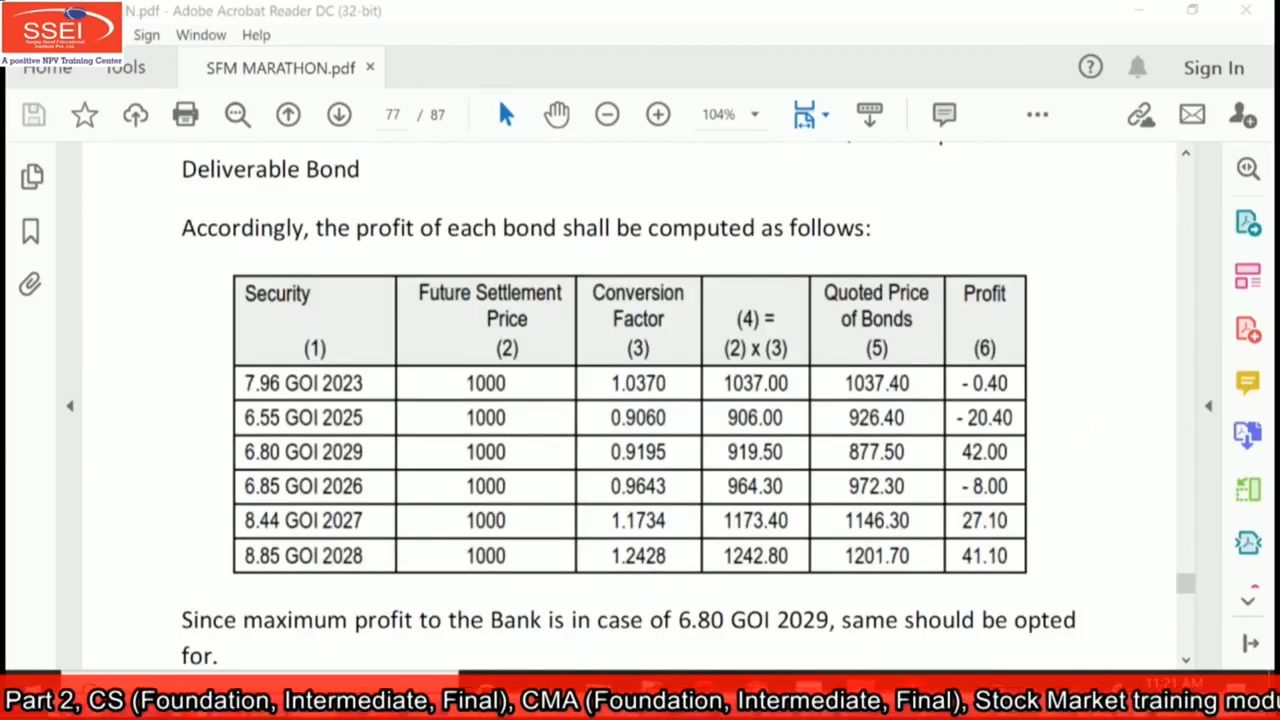 N.pdf - Adobe Acrobat Reader DC (32-bit)
SSEI
A positive NPV Training Center
Sign Window Help
Home Tools SFM MARATHON.pdf × Sign In
77 / 87 104%
Deliverable Bond
Accordingly, the profit of each bond shall be computed as follows:
Security (1) Future Settlement Price (2) Conversion Factor (3) (4) = (2) x (3) Quoted Price of Bonds (5) Profit (6)
7.96 GOI 2023 1000 1.0370 1037.00 1037.40 - 0.40
6.55 GOI 2025 1000 0.9060 906.00 926.40 - 20.40
6.80 GOI 2029 1000 0.9195 919.50 877.50 42.00
6.85 GOI 2026 1000 0.9643 964.30 972.30 - 8.00
8.44 GOI 2027 1000 1.1734 1173.40 1146.30 27.10
8.85 GOI 2028 1000 1.2428 1242.80 1201.70 41.10
Since maximum profit to the Bank is in case of 6.80 GOI 2029, same should be opted
for.
11:21 AM
Part 2, CS (Foundation, Intermediate, Final), CMA (Foundation, Intermediate, Final), Stock Market training mod